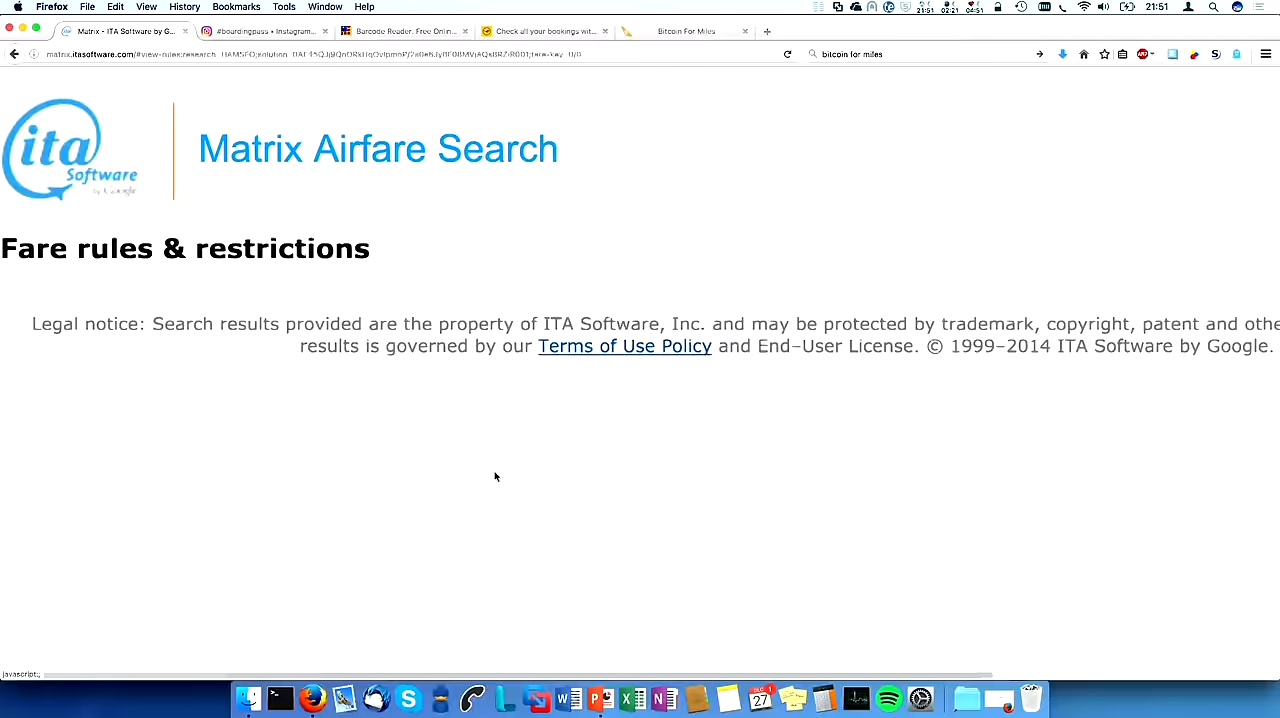 Firefox File Edit View History Bookmarks Tools Window Help 21:51
Matrix - ITA Software by G... #boardingpass • Instagram... Barcode Reader. Free Onlin... Check all your bookings wit... Bitcoin For Miles
bitcoin for miles
ita Software by Google
Matrix Airfare Search
Fare rules & restrictions
Legal notice: Search results provided are the property of ITA Software, Inc. and may be protected by trademark, copyright, patent and othe
results is governed by our Terms of Use Policy and End-User License. © 1999-2014 ITA Software by Google.
javascript:;